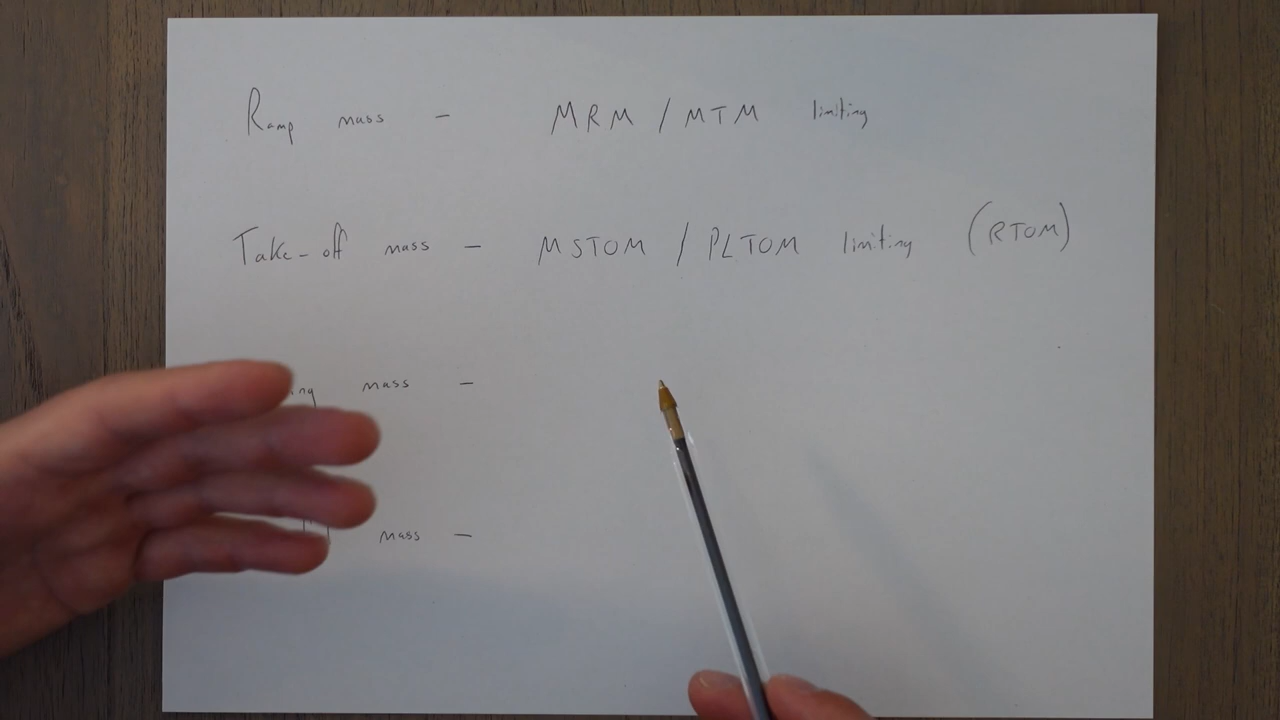 Ramp mass - MRM / MTM limiting
Take-off mass - MSTOM / PLTOM limiting (RTOM)
mass -
mass -